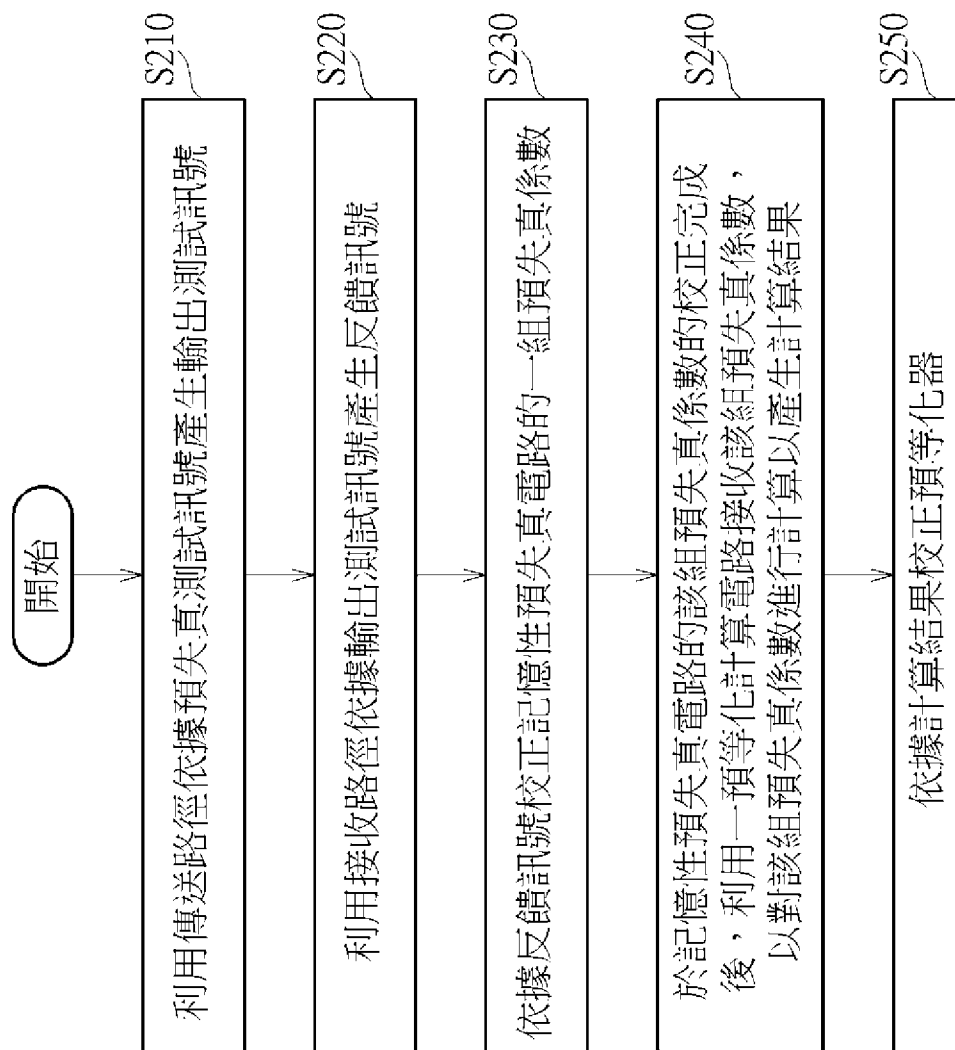 開始
S210
利用傳送路徑依據預失真測試訊號產生輸出測試訊號
S220
利用接收路徑依據輸出測試訊號產生反饋訊號
S230
依據反饋訊號校正記憶性預失真電路的一組預失真係數
S240
於記憶性預失真電路的該組預失真係數的校正完成
後，利用一預等化計算電路接收該組預失真係數，
以對該組預失真係數進行計算以產生計算結果
S250
依據計算結果校正預等化器